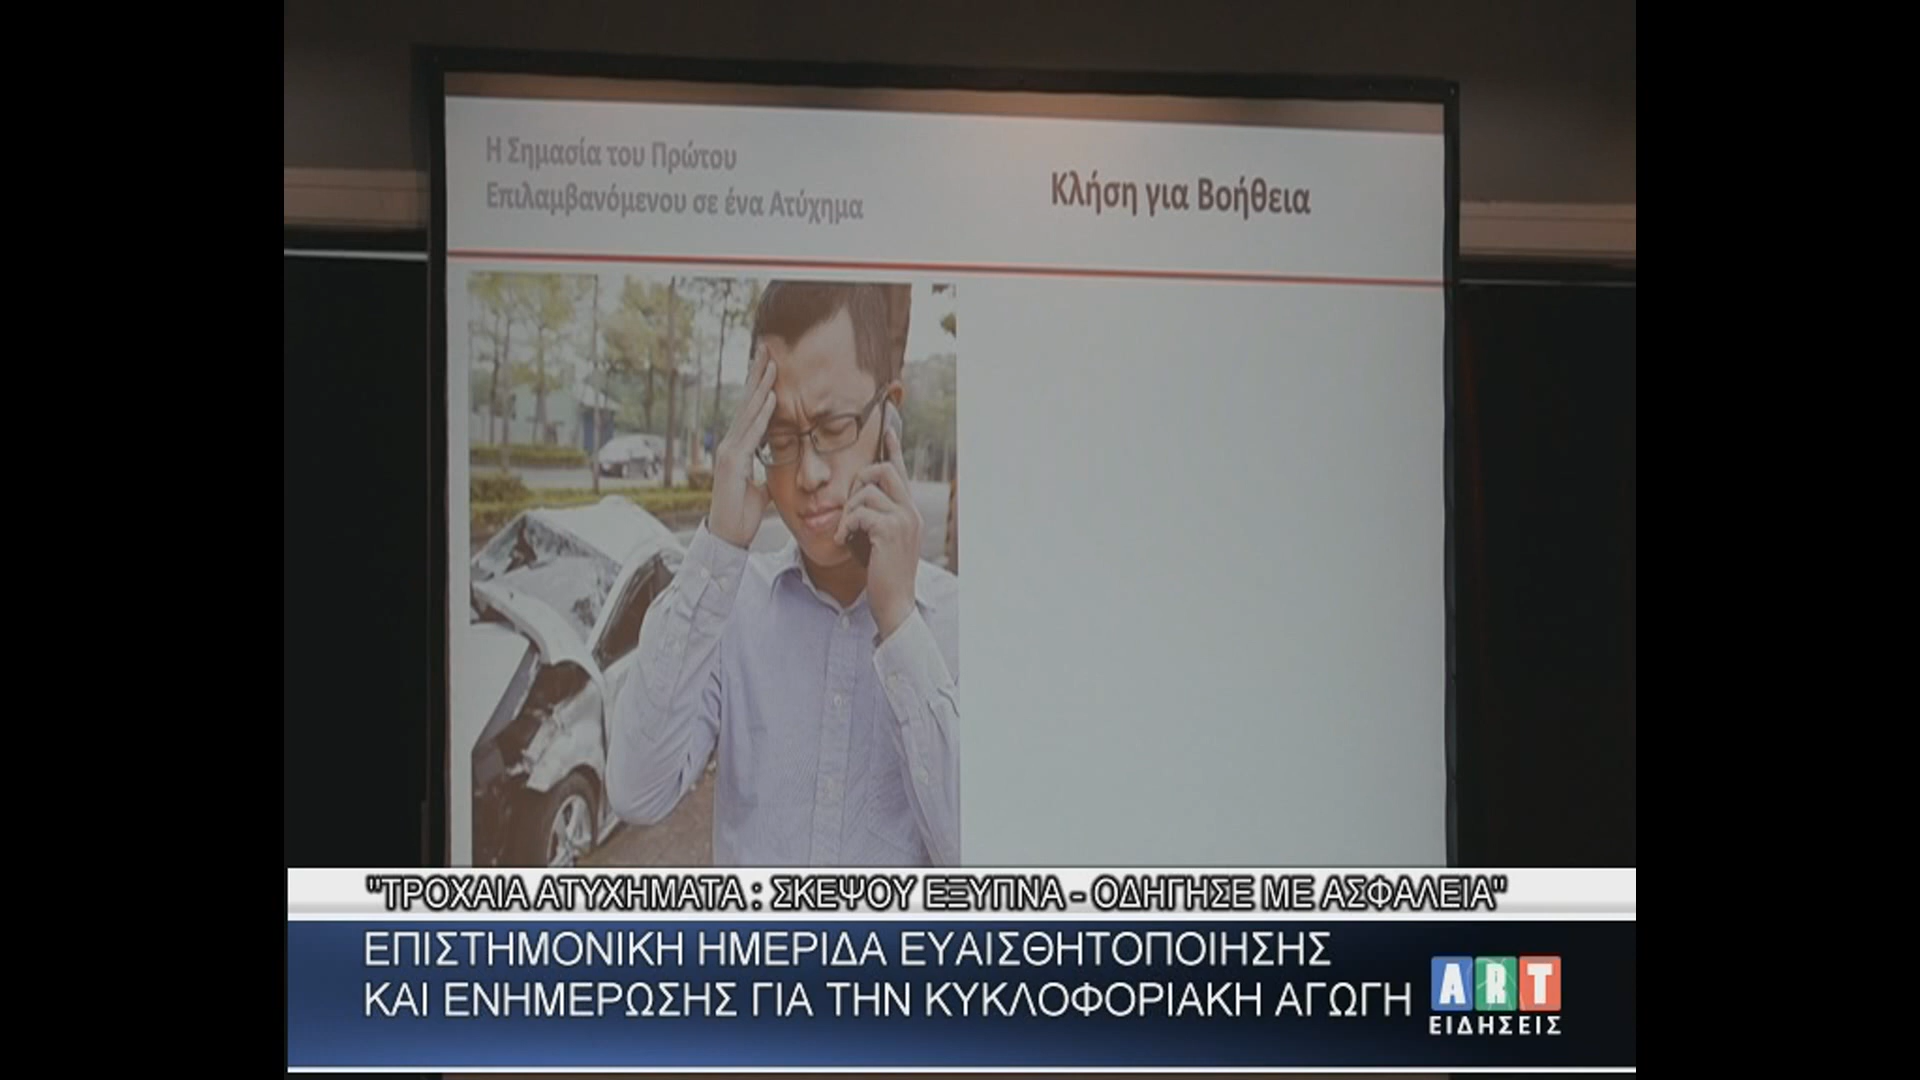 Η Σημασία του Πρώτου
Επιλαμβανόμενου σε ένα Ατύχημα
Κλήση για Βοήθεια
"ΤΡΟΧΑΙΑ ΑΤΥΧΗΜΑΤΑ : ΣΚΕΨΟΥ ΕΞΥΠΝΑ - ΟΔΗΓΗΣΕ ΜΕ ΑΣΦΑΛΕΙΑ"
ΕΠΙΣΤΗΜΟΝΙΚΗ ΗΜΕΡΙΔΑ ΕΥΑΙΣΘΗΤΟΠΟΙΗΣΗΣ
ΚΑΙ ΕΝΗΜΕΡΩΣΗΣ ΓΙΑ ΤΗΝ ΚΥΚΛΟΦΟΡΙΑΚΗ ΑΓΩΓΗ
ART
ΕΙΔΗΣΕΙΣ